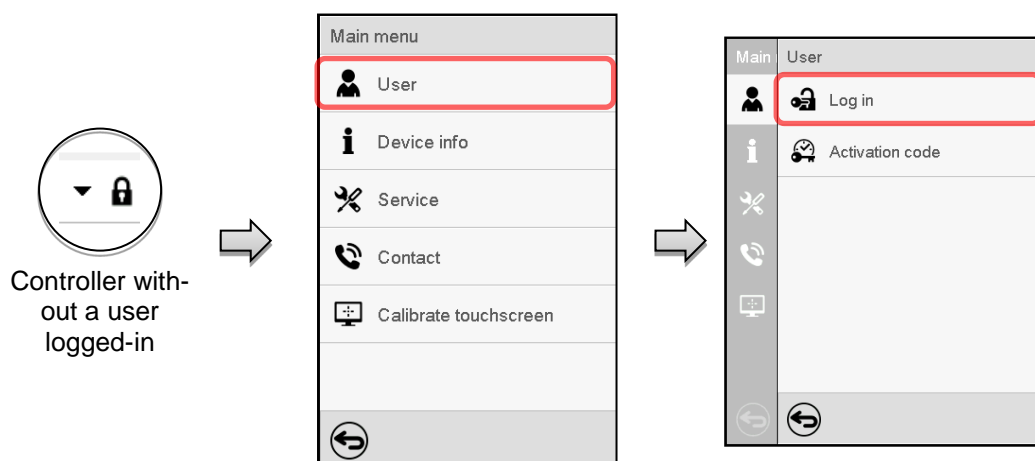 Controller with-
out a user
logged-in
Main menu
User
Device info
Service
Contact
Calibrate touchscreen
Main
User
Log in
Activation code